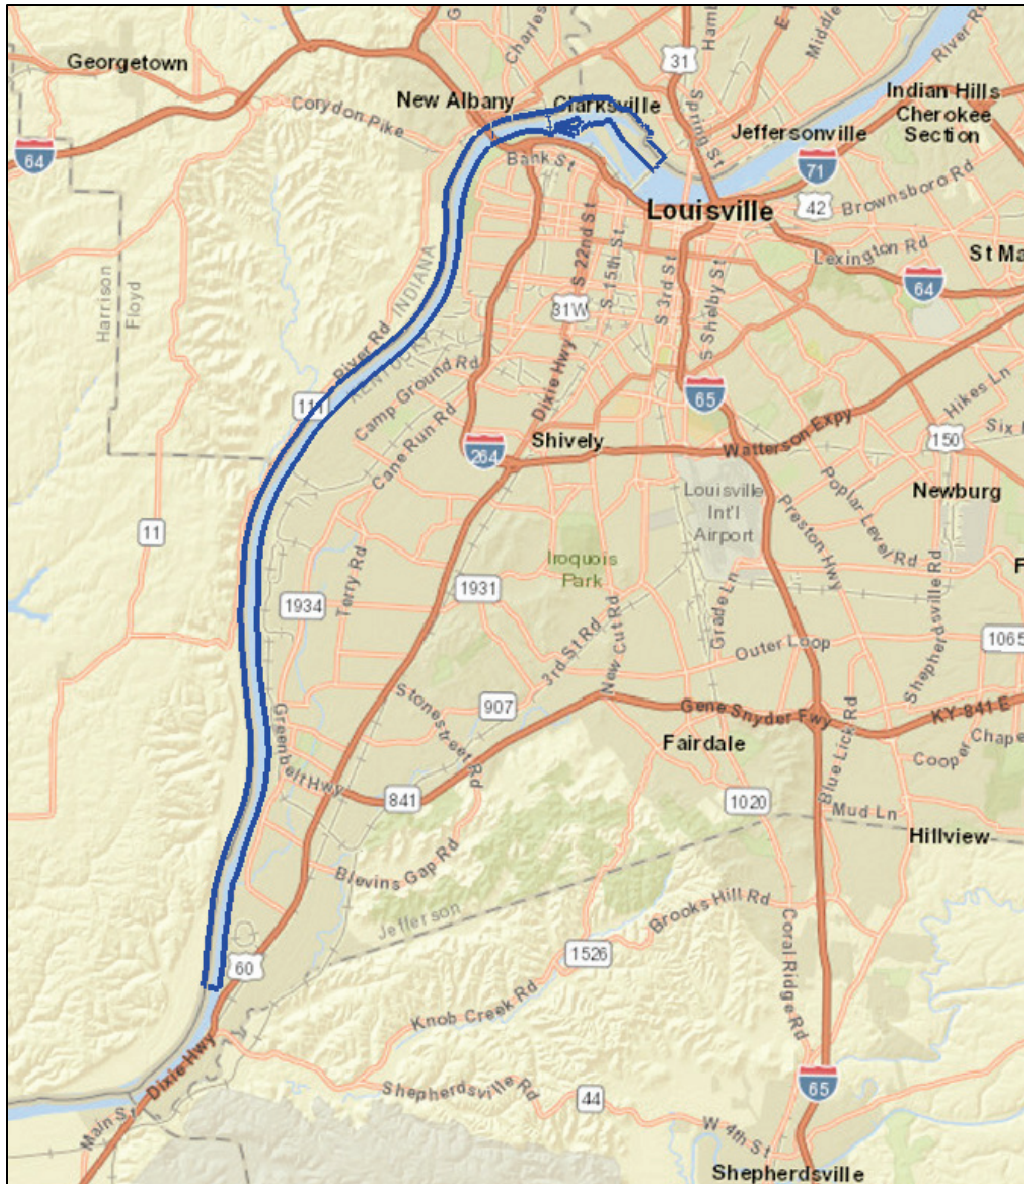 Georgetown
New Albany
Clarksville
31
Indian Hills
Cherokee
Section
River Rd
Corydon Pike
Spring St
Jeffersonville
64
Bank St
71
42
Brownsboro Rd
Louisville
Lexington Rd
St Ma
64
Harrison
Floyd
INDIANA
KENTUCKY
River Rd
S 22nd St
S 15th St
S 3rd St
S Shelby St
31W
Dixie Hwy
111
Camp Ground Rd
Cane Run Rd
65
Hikes Ln
264
Shively
Watterson Expy
150
Six
Louisville
Int'l
Airport
Poplar Level Rd
Newburg
Preston Hwy
11
Iroquois
Park
Terry Rd
1934
1931
New Cut Rd
3rd St Rd
Grade Ln
Outer Loop
Shepherdsville Rd
F
1065
Stonestreet Rd
907
Gene Snyder Fwy
KY-841 E
Greenbelt Hwy
Fairdale
Blue Lick Rd
Cooper Chape
841
1020
Mud Ln
Hillview
Blevins Gap Rd
Jefferson
Brooks Hill Rd
Coral Ridge Rd
1526
60
Knob Creek Rd
Dixie Hwy
Shepherdsville Rd
44
65
Main St
W 4th St
Shepherdsville